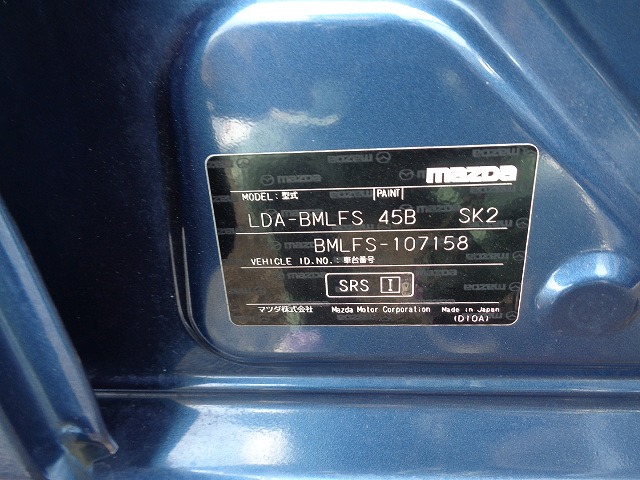 mazda
MODEL:型式 PAINT
LDA-BMLFS 45B SK2
BMLFS-107158
VEHICLE ID.NO.:車台番号
SRS I
マツダ株式会社 Mazda Motor Corporation Made in Japan
(D10A)